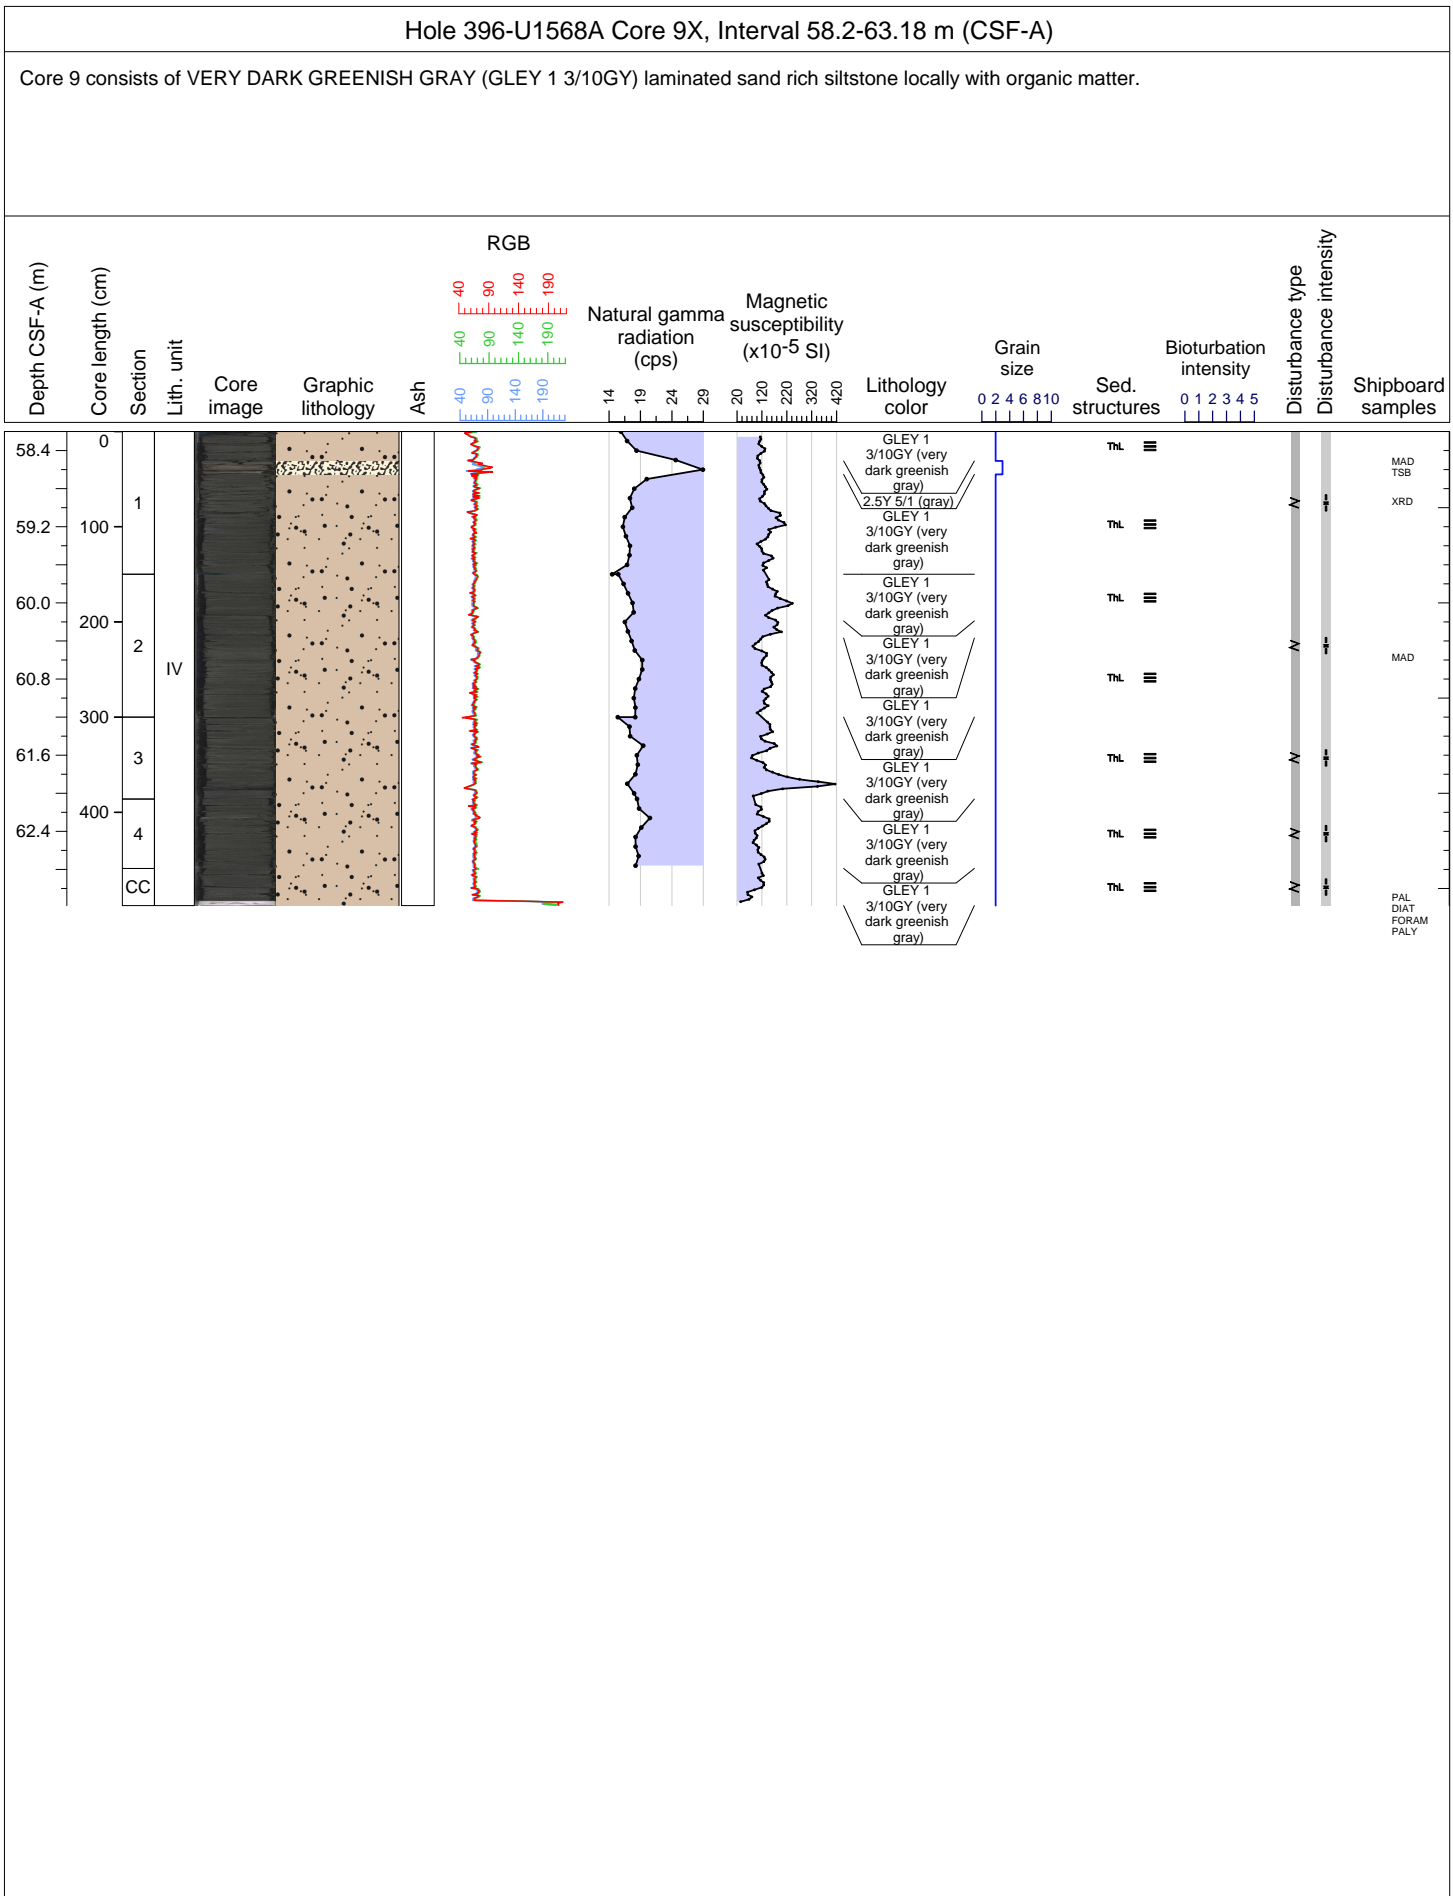 Hole 396-U1568A Core 9X, Interval 58.2-63.18 m (CSF-A)
Core 9 consists of VERY DARK GREENISH GRAY (GLEY 1 3/10GY) laminated sand rich siltstone locally with organic matter.
Depth CSF-A (m)
Core length (cm)
Section
Lith. unit
Core
image
Graphic
lithology
Ash
RGB
40 90 140 190
40 90 140 190
40 90 140 190
Natural gamma
radiation
(cps)
14 19 24 29
Magnetic
susceptibility
(x10-5 SI)
20 120 220 320 420
Lithology
color
Grain
size
0 2 4 6 8 10
Sed.
structures
Bioturbation
intensity
0 1 2 3 4 5
Disturbance type
Disturbance intensity
Shipboard
samples
58.4
59.2
60.0
60.8
61.6
62.4
0
100
200
300
400
1
2
3
4
CC
IV
GLEY 1
3/10GY (very
dark greenish
gray)
2.5Y 5/1 (gray)
GLEY 1
3/10GY (very
dark greenish
gray)
GLEY 1
3/10GY (very
dark greenish
gray)
GLEY 1
3/10GY (very
dark greenish
gray)
GLEY 1
3/10GY (very
dark greenish
gray)
GLEY 1
3/10GY (very
dark greenish
gray)
GLEY 1
3/10GY (very
dark greenish
gray)
GLEY 1
3/10GY (very
dark greenish
gray)
ThL
ThL
ThL
ThL
ThL
ThL
ThL
MAD
TSB
XRD
MAD
PAL
DIAT
FORAM
PALY